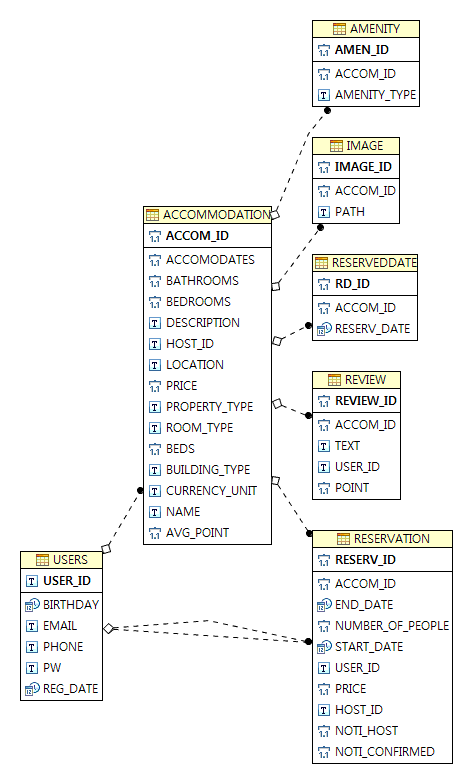 AMENITY
AMEN_ID
ACCOM_ID
AMENITY_TYPE
IMAGE
IMAGE_ID
ACCOM_ID
PATH
ACCOMMODATION
ACCOM_ID
ACCOMODATES
BATHROOMS
BEDROOMS
DESCRIPTION
HOST_ID
LOCATION
PRICE
PROPERTY_TYPE
ROOM_TYPE
BEDS
BUILDING_TYPE
CURRENCY_UNIT
NAME
AVG_POINT
RESERVEDDATE
RD_ID
ACCOM_ID
RESERV_DATE
REVIEW
REVIEW_ID
ACCOM_ID
TEXT
USER_ID
POINT
USERS
USER_ID
BIRTHDAY
EMAIL
PHONE
PW
REG_DATE
RESERVATION
RESERV_ID
ACCOM_ID
END_DATE
NUMBER_OF_PEOPLE
START_DATE
USER_ID
PRICE
HOST_ID
NOTI_HOST
NOTI_CONFIRMED